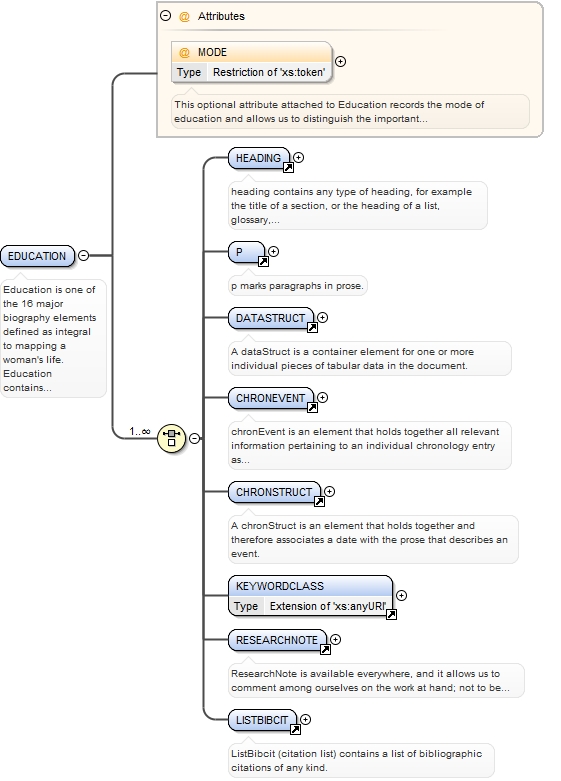 @ Attributes
@ MODE
Type Restriction of 'xs:token'
This optional attribute attached to Education records the mode of
education and allows us to distinguish the important...
HEADING
heading contains any type of heading, for example
the title of a section, or the heading of a list,
glossary,...
P
p marks paragraphs in prose.
EDUCATION
Education is one of
the 16 major
biography elements
defined as integral
to mapping a
woman's life.
Education
contains...
DATASTRUCT
A dataStruct is a container element for one or more
individual pieces of tabular data in the document.
CHRONEVENT
chronEvent is an element that holds together all relevant
information pertaining to an individual chronology entry
as...
1..∞
CHRONSTRUCT
A chronStruct is an element that holds together and
therefore associates a date with the prose that describes an
event.
KEYWORDCLASS
Type Extension of 'xs:anyURI'
RESEARCHNOTE
ResearchNote is available everywhere, and it allows us to
comment among ourselves on the work at hand; not to be...
LISTBIBCIT
ListBibcit (citation list) contains a list of bibliographic
citations of any kind.